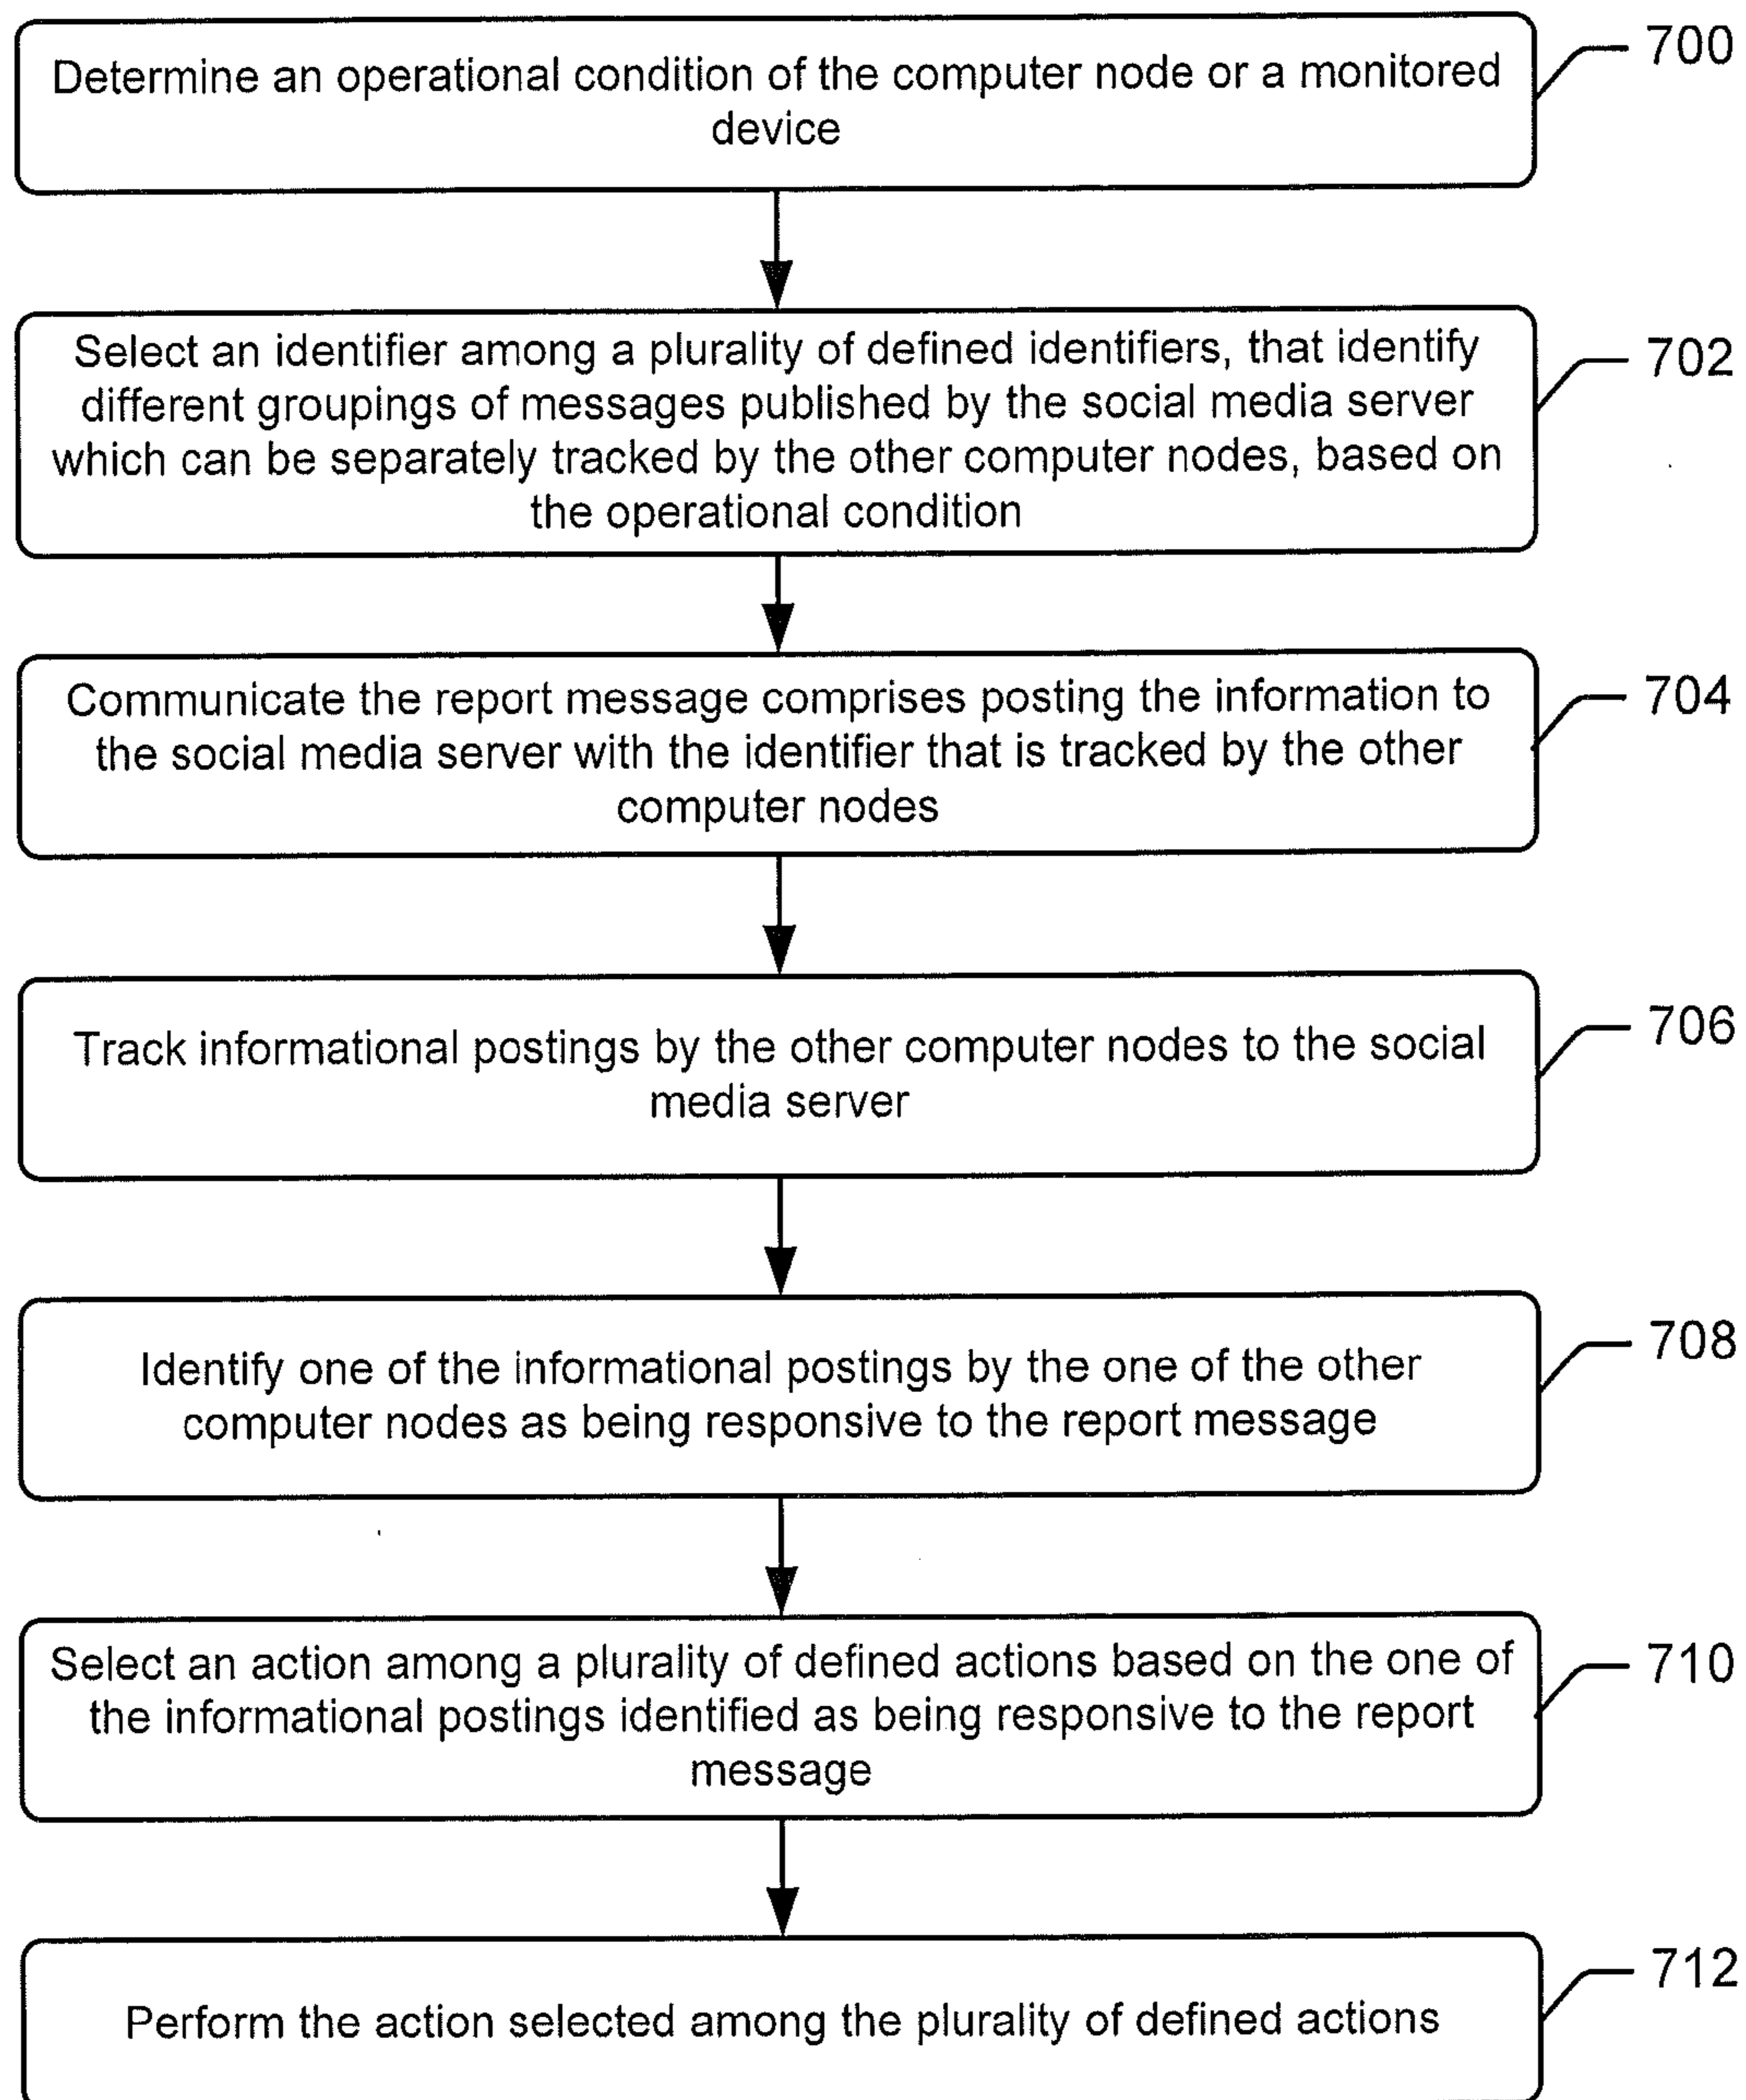 Determine an operational condition of the computer node or a monitored
device
700
Select an identifier among a plurality of defined identifiers, that identify
different groupings of messages published by the social media server
which can be separately tracked by the other computer nodes, based on
the operational condition
702
Communicate the report message comprises posting the information to
the social media server with the identifier that is tracked by the other
computer nodes
704
Track informational postings by the other computer nodes to the social
media server
706
Identify one of the informational postings by the one of the other
computer nodes as being responsive to the report message
708
Select an action among a plurality of defined actions based on the one of
the informational postings identified as being responsive to the report
message
710
Perform the action selected among the plurality of defined actions
712